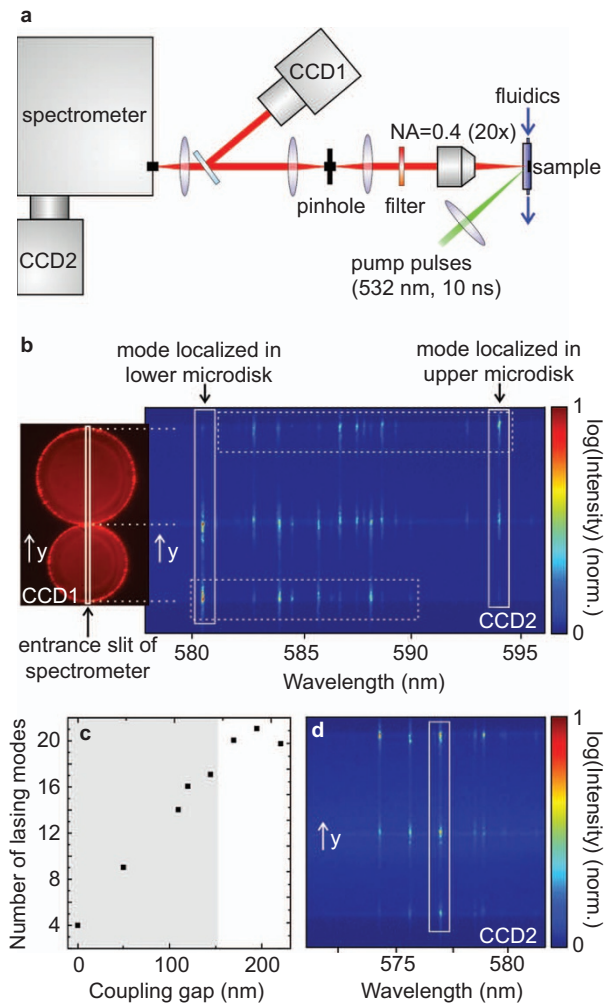 a
CCD1
spectrometer
fluidics
NA=0.4 (20x)
sample
pinhole
filter
CCD2
pump pulses
(532 nm, 10 ns)
b
mode localized in
lower microdisk
mode localized in
upper microdisk
1
log(Intensity) (norm.)
0
y
y
CCD1
CCD2
entrance slit of
spectrometer
580
585
590
595
Wavelength (nm)
c
Number of lasing modes
20
16
12
8
4
0
100
200
Coupling gap (nm)
d
y
CCD2
575
580
Wavelength (nm)
1
log(Intensity) (norm.)
0